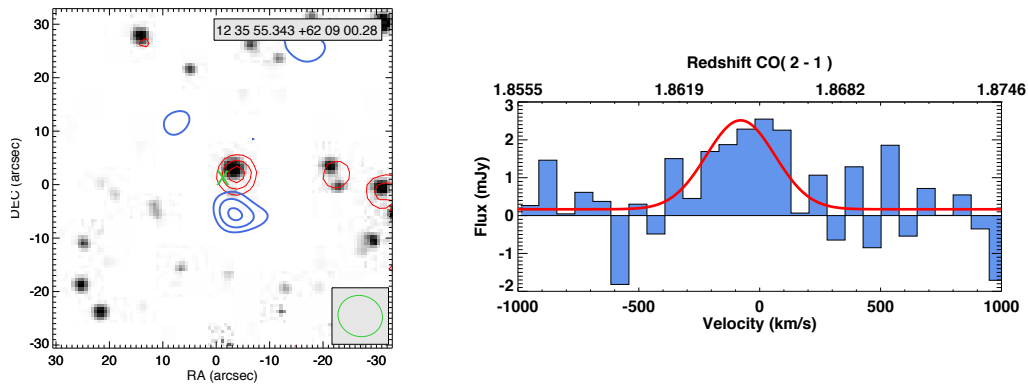 12 35 55.343 +62 09 00.28
30
20
10
0
-10
-20
-30
DEC (arcsec)
30 20 10 0 -10 -20 -30
RA (arcsec)
Redshift CO( 2 - 1 )
1.8555 1.8619 1.8682 1.8746
3
2
1
0
-1
-2
Flux (mJy)
-1000 -500 0 500 1000
Velocity (km/s)